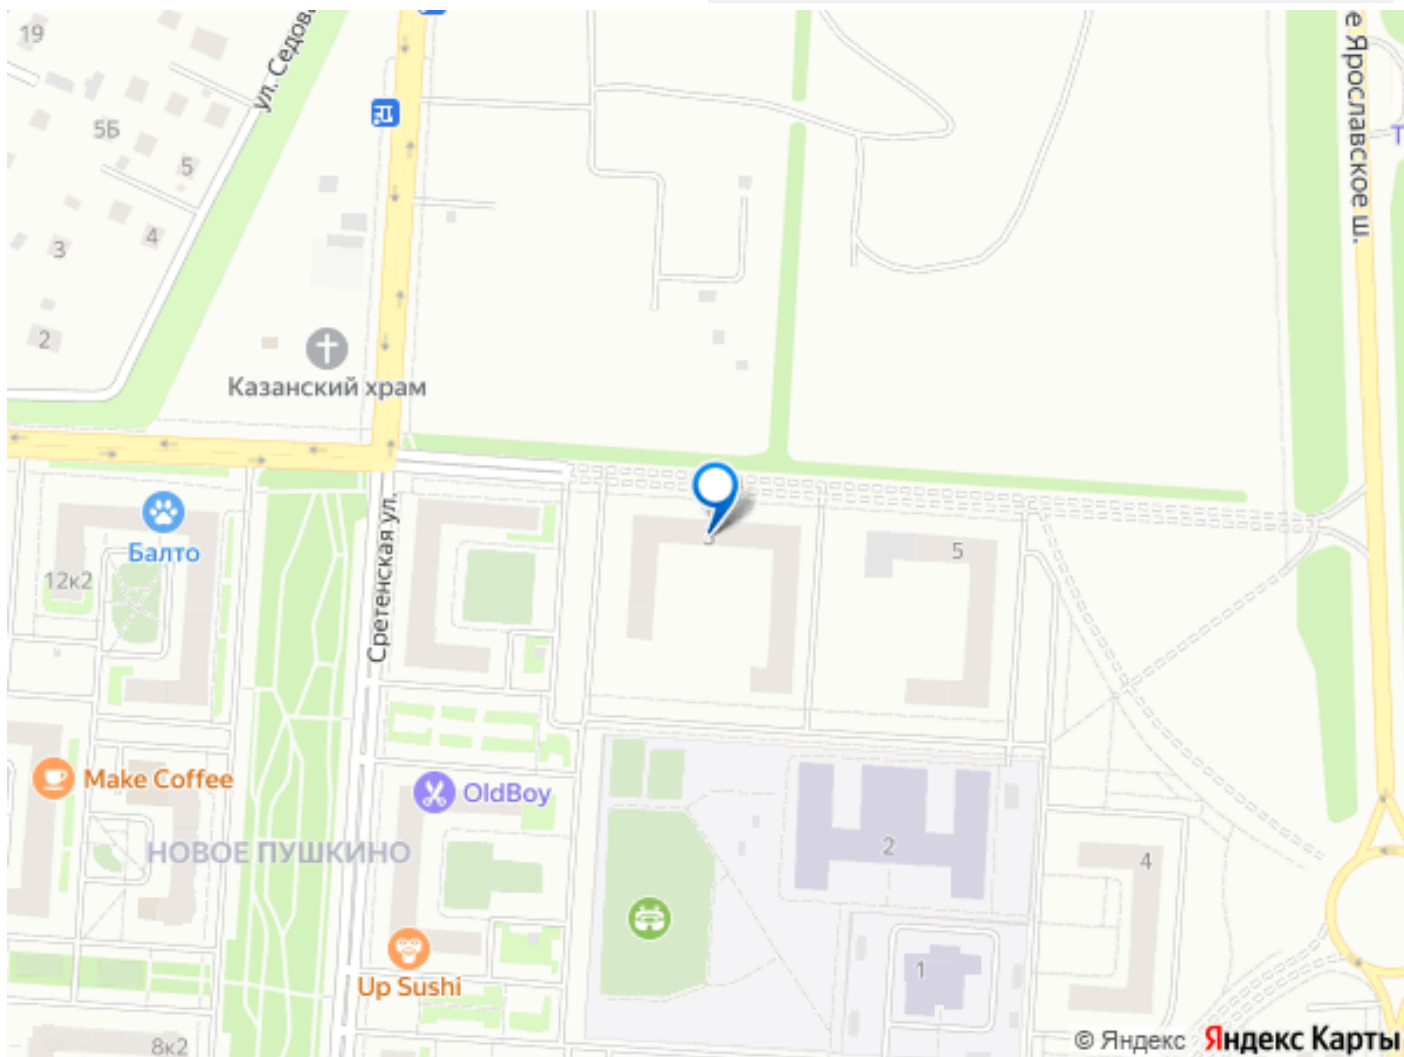 19
ул. Седова
е Ярославское ш.
5Б
Т
5
4
3
2
Казанский храм
Сретенская ул.
Балто
5
12к2
Make Coffee
OldBoy
НОВОЕ ПУШКИНО
2
4
1
Up Sushi
8к2
© Яндекс Яндекс Карты